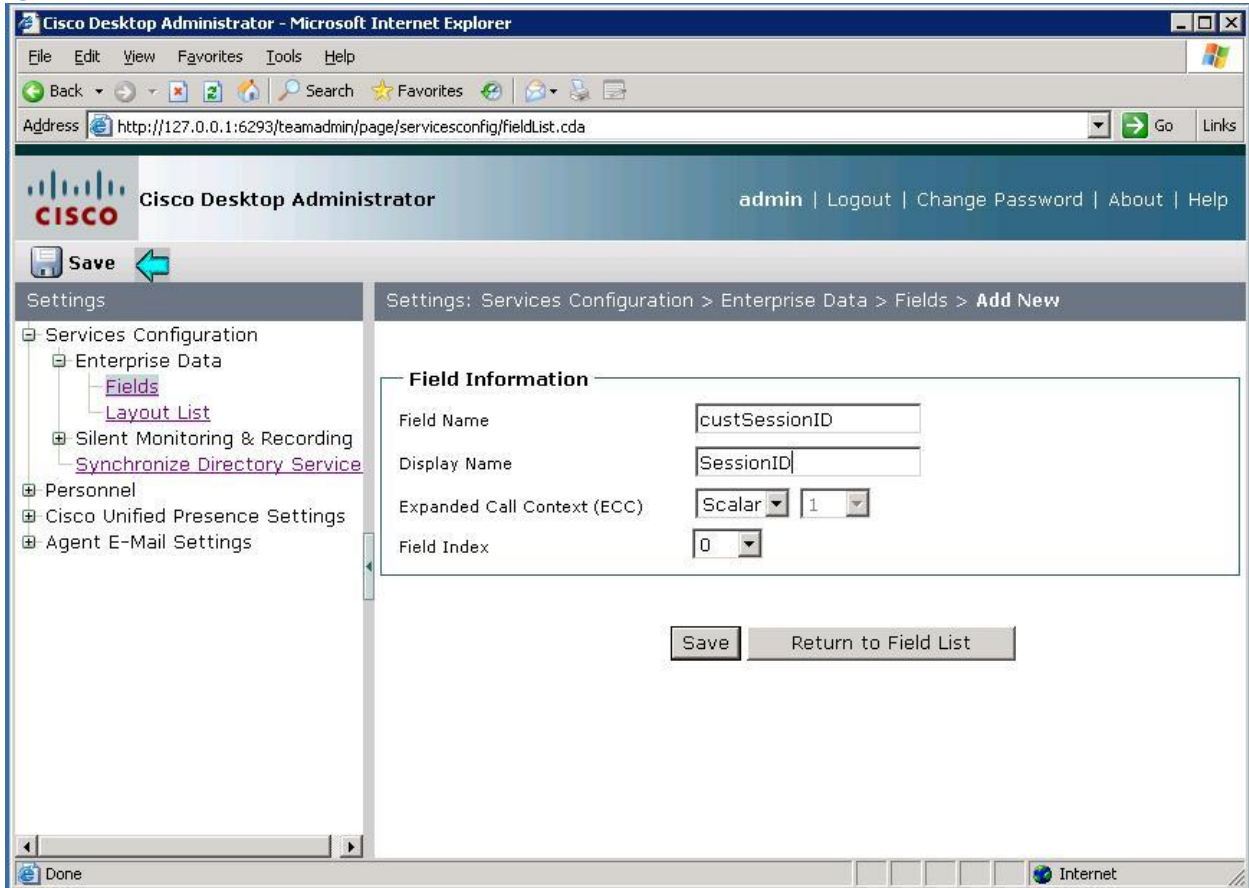 Cisco Desktop Administrator - Microsoft Internet Explorer
File Edit View Favorites Tools Help
Back Search Favorites
Address http://127.0.0.1:6293/teamadmin/page/servicesconfig/fieldList.cda Go Links
CISCO Cisco Desktop Administrator admin | Logout | Change Password | About | Help
Save
Settings
Services Configuration
Enterprise Data
Fields
Layout List
Silent Monitoring & Recording
Synchronize Directory Service
Personnel
Cisco Unified Presence Settings
Agent E-Mail Settings
Settings: Services Configuration > Enterprise Data > Fields > Add New
Field Information
Field Name custSessionID
Display Name SessionID
Expanded Call Context (ECC) Scalar 1
Field Index 0
Save Return to Field List
Done Internet